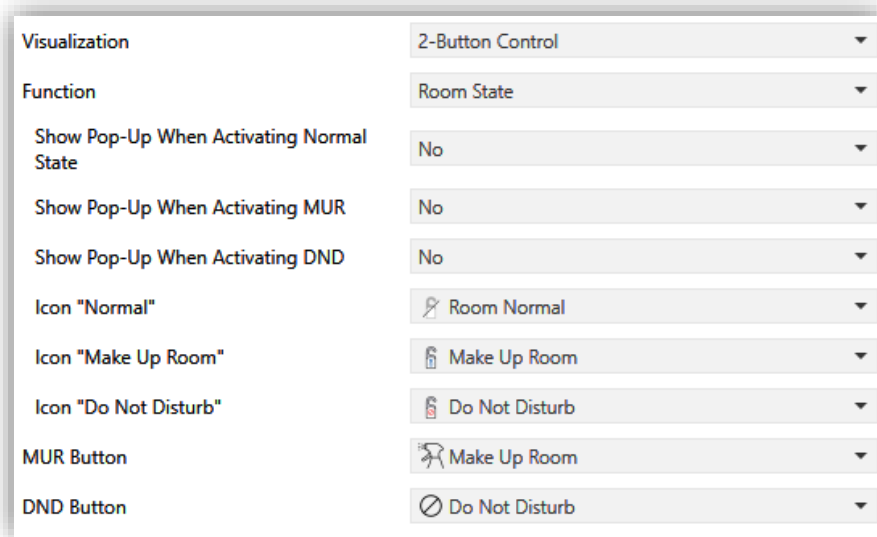 Visualization 2-Button Control
Function Room State
Show Pop-Up When Activating Normal
State No
Show Pop-Up When Activating MUR No
Show Pop-Up When Activating DND No
Icon "Normal" Room Normal
Icon "Make Up Room" Make Up Room
Icon "Do Not Disturb" Do Not Disturb
MUR Button Make Up Room
DND Button Do Not Disturb